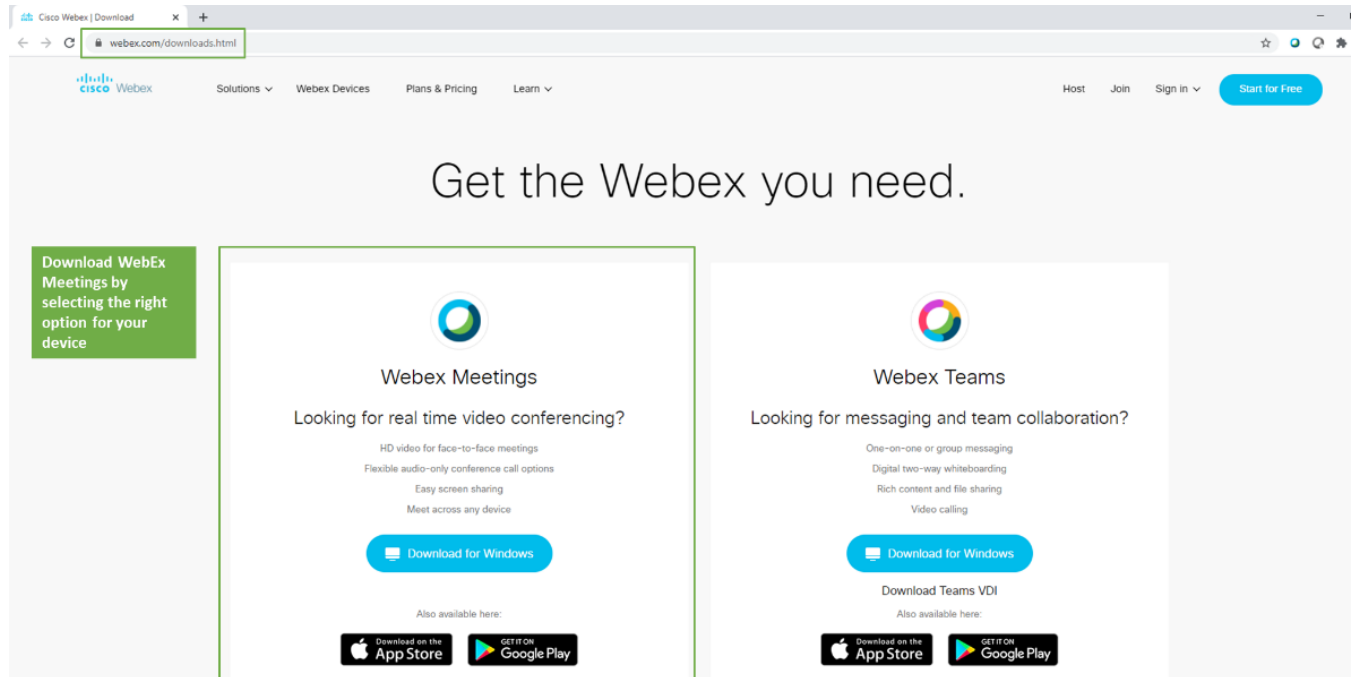 Cisco Webex | Download
webex.com/downloads.html
CISCO Webex
Solutions
Webex Devices
Plans & Pricing
Learn
Host
Join
Sign in
Start for Free
Get the Webex you need.
Download WebEx
Meetings by
selecting the right
option for your
device
Webex Meetings
Looking for real time video conferencing?
HD video for face-to-face meetings
Flexible audio-only conference call options
Easy screen sharing
Meet across any device
Download for Windows
Also available here:
Download on the
App Store
GET IT ON
Google Play
Webex Teams
Looking for messaging and team collaboration?
One-on-one or group messaging
Digital two-way whiteboarding
Rich content and file sharing
Video calling
Download for Windows
Download Teams VDI
Also available here:
Download on the
App Store
GET IT ON
Google Play